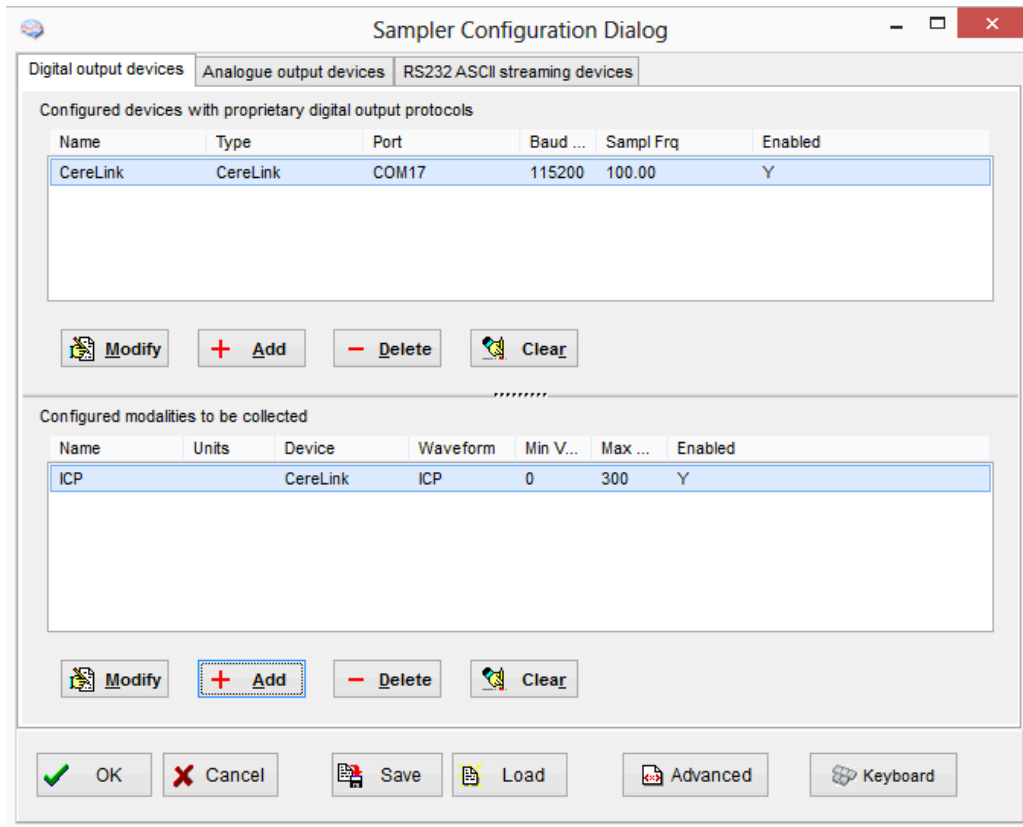 Sampler Configuration Dialog
Digital output devices Analogue output devices RS232 ASCII streaming devices
Configured devices with proprietary digital output protocols
Name Type Port Baud ... Sampl Frq Enabled
CereLink CereLink COM17 115200 100.00 Y
Modify Add Delete Clear
Configured modalities to be collected
Name Units Device Waveform Min V... Max ... Enabled
ICP CereLink ICP 0 300 Y
Modify Add Delete Clear
OK Cancel Save Load Advanced Keyboard